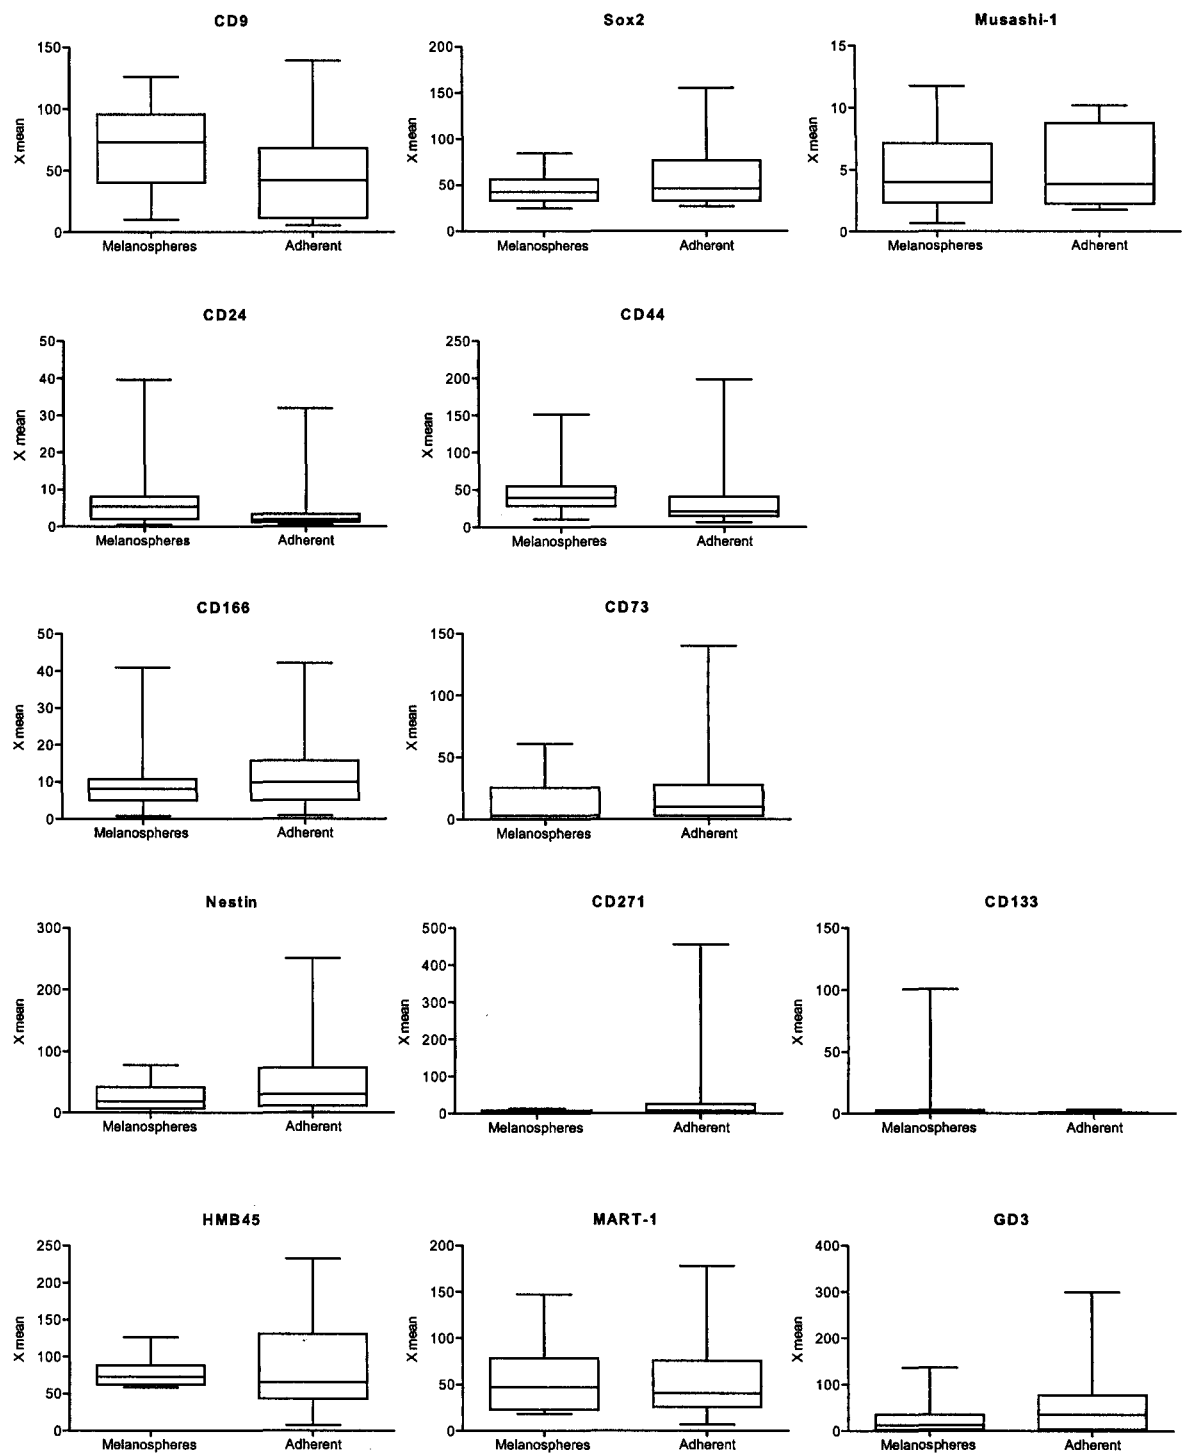 CD9
Sox2
Musashi-1
150
100
50
0
X mean
Melanospheres
Adherent
200
150
100
50
0
X mean
Melanospheres
Adherent
15
10
5
0
X mean
Melanospheres
Adherent
CD24
CD44
50
40
30
20
10
0
X mean
Melanospheres
Adherent
250
200
150
100
50
0
X mean
Melanospheres
Adherent
CD166
CD73
50
40
30
20
10
0
X mean
Melanospheres
Adherent
150
100
50
0
X mean
Melanospheres
Adherent
Nestin
CD271
CD133
300
200
100
0
X mean
Melanospheres
Adherent
500
400
300
200
100
0
X mean
Melanospheres
Adherent
150
100
50
0
X mean
Melanospheres
Adherent
HMB45
MART-1
GD3
250
200
150
100
50
0
X mean
Melanospheres
Adherent
200
150
100
50
0
X mean
Melanospheres
Adherent
400
300
200
100
0
X mean
Melanospheres
Adherent